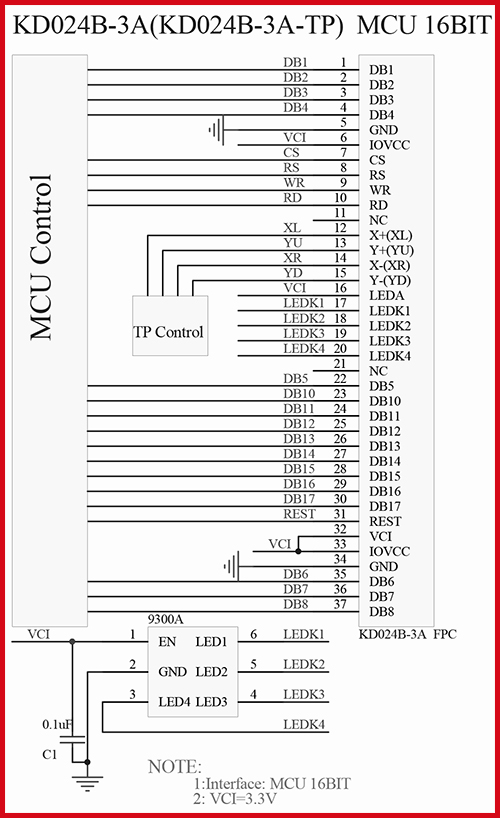 KD024B-3A(KD024B-3A-TP) MCU 16BIT
MCU Control
DB1 1 DB1
DB2 2 DB2
DB3 3 DB3
DB4 4 DB4
5 GND
VCI 6 IOVCC
CS 7 CS
RS 8 RS
WR 9 WR
RD 10 RD
11 NC
XL 12 X+(XL)
YU 13 Y+(YU)
XR 14 X-(XR)
YD 15 Y-(YD)
VCI 16 LEDA
LEDK1 17 LEDK1
LEDK2 18 LEDK2
LEDK3 19 LEDK3
LEDK4 20 LEDK4
TP Control
21 NC
DB5 22 DB5
DB10 23 DB10
DB11 24 DB11
DB12 25 DB12
DB13 26 DB13
DB14 27 DB14
DB15 28 DB15
DB16 29 DB16
DB17 30 DB17
REST 31 REST
32 VCI
VCI 33 IOVCC
34 GND
DB6 35 DB6
DB7 36 DB7
DB8 37 DB8
KD024B-3A FPC
9300A
VCI 1 EN LED1 6 LEDK1
2 GND LED2 5 LEDK2
3 LED4 LED3 4 LEDK3
LEDK4
0.1uF
C1
NOTE:
1:Interface: MCU 16BIT
2: VCI=3.3V